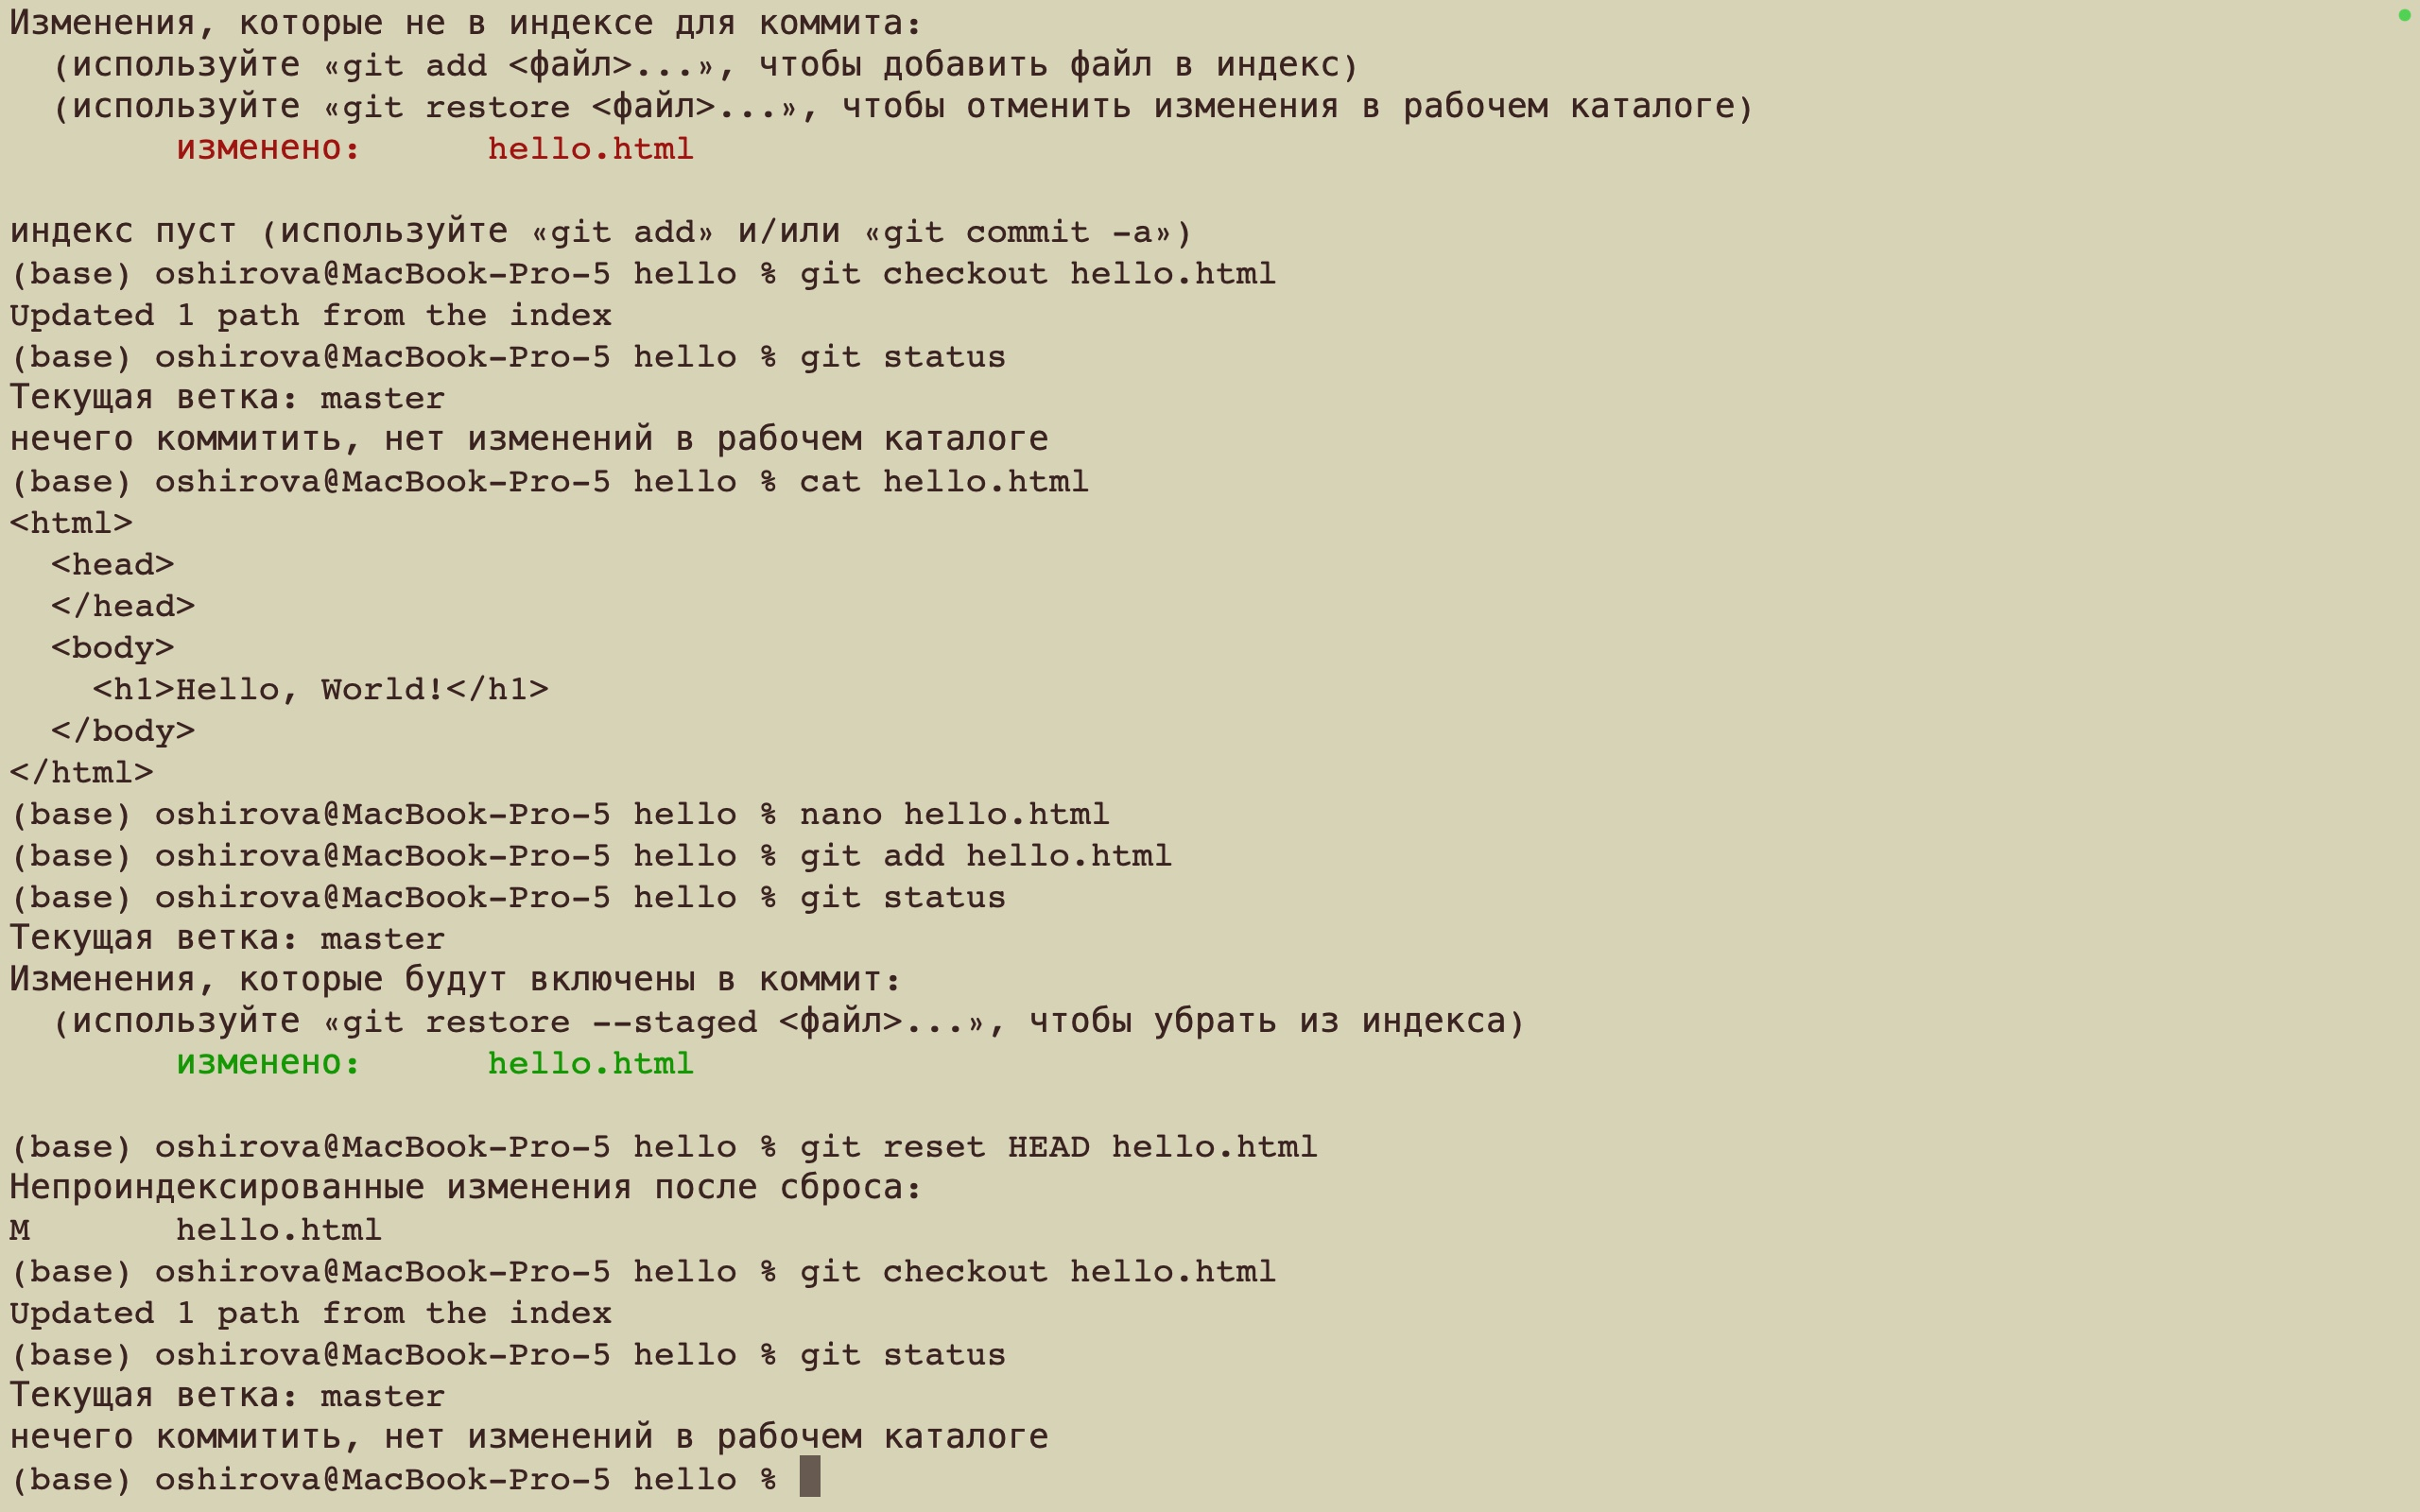 Изменения, которые не в индексе для коммита:
  (используйте «git add <файл>...», чтобы добавить файл в индекс)
  (используйте «git restore <файл>...», чтобы отменить изменения в рабочем каталоге)
        изменено:      hello.html

индекс пуст (используйте «git add» и/или «git commit -a»)
(base) oshirova@MacBook-Pro-5 hello % git checkout hello.html
Updated 1 path from the index
(base) oshirova@MacBook-Pro-5 hello % git status
Текущая ветка: master
нечего коммитить, нет изменений в рабочем каталоге
(base) oshirova@MacBook-Pro-5 hello % cat hello.html
<html>
  <head>
  </head>
  <body>
    <h1>Hello, World!</h1>
  </body>
</html>
(base) oshirova@MacBook-Pro-5 hello % nano hello.html
(base) oshirova@MacBook-Pro-5 hello % git add hello.html
(base) oshirova@MacBook-Pro-5 hello % git status
Текущая ветка: master
Изменения, которые будут включены в коммит:
  (используйте «git restore --staged <файл>...», чтобы убрать из индекса)
        изменено:      hello.html

(base) oshirova@MacBook-Pro-5 hello % git reset HEAD hello.html
Непроиндексированные изменения после сброса:
M       hello.html
(base) oshirova@MacBook-Pro-5 hello % git checkout hello.html
Updated 1 path from the index
(base) oshirova@MacBook-Pro-5 hello % git status
Текущая ветка: master
нечего коммитить, нет изменений в рабочем каталоге
(base) oshirova@MacBook-Pro-5 hello %